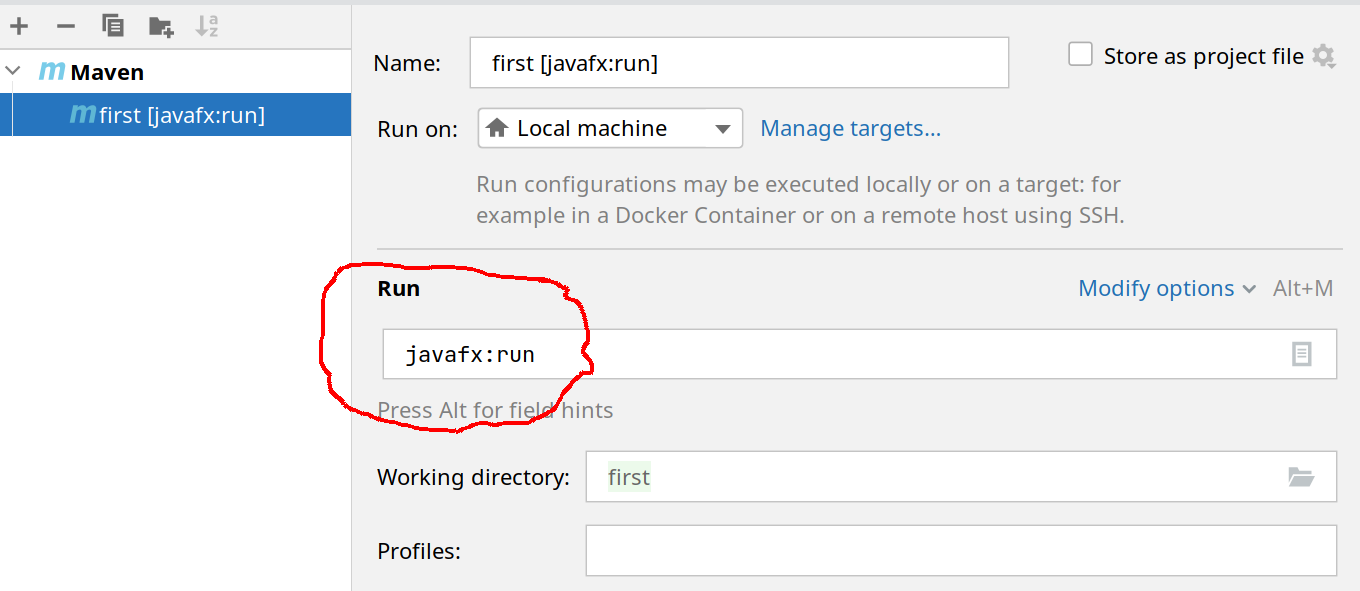 Maven
first [javafx:run]
Name: first [javafx:run]
Store as project file
Run on: Local machine Manage targets...
Run configurations may be executed locally or on a target: for
example in a Docker Container or on a remote host using SSH.
Run Modify options Alt+M
javafx:run
Press Alt for field hints
Working directory: first
Profiles: